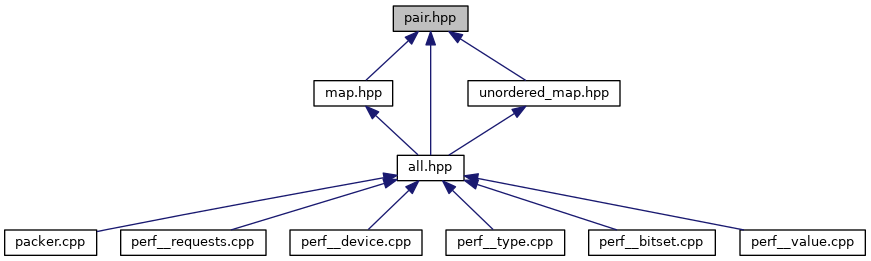 pair.hpp
map.hpp
unordered_map.hpp
all.hpp
packer.cpp
perf__requests.cpp
perf__device.cpp
perf__type.cpp
perf__bitset.cpp
perf__value.cpp